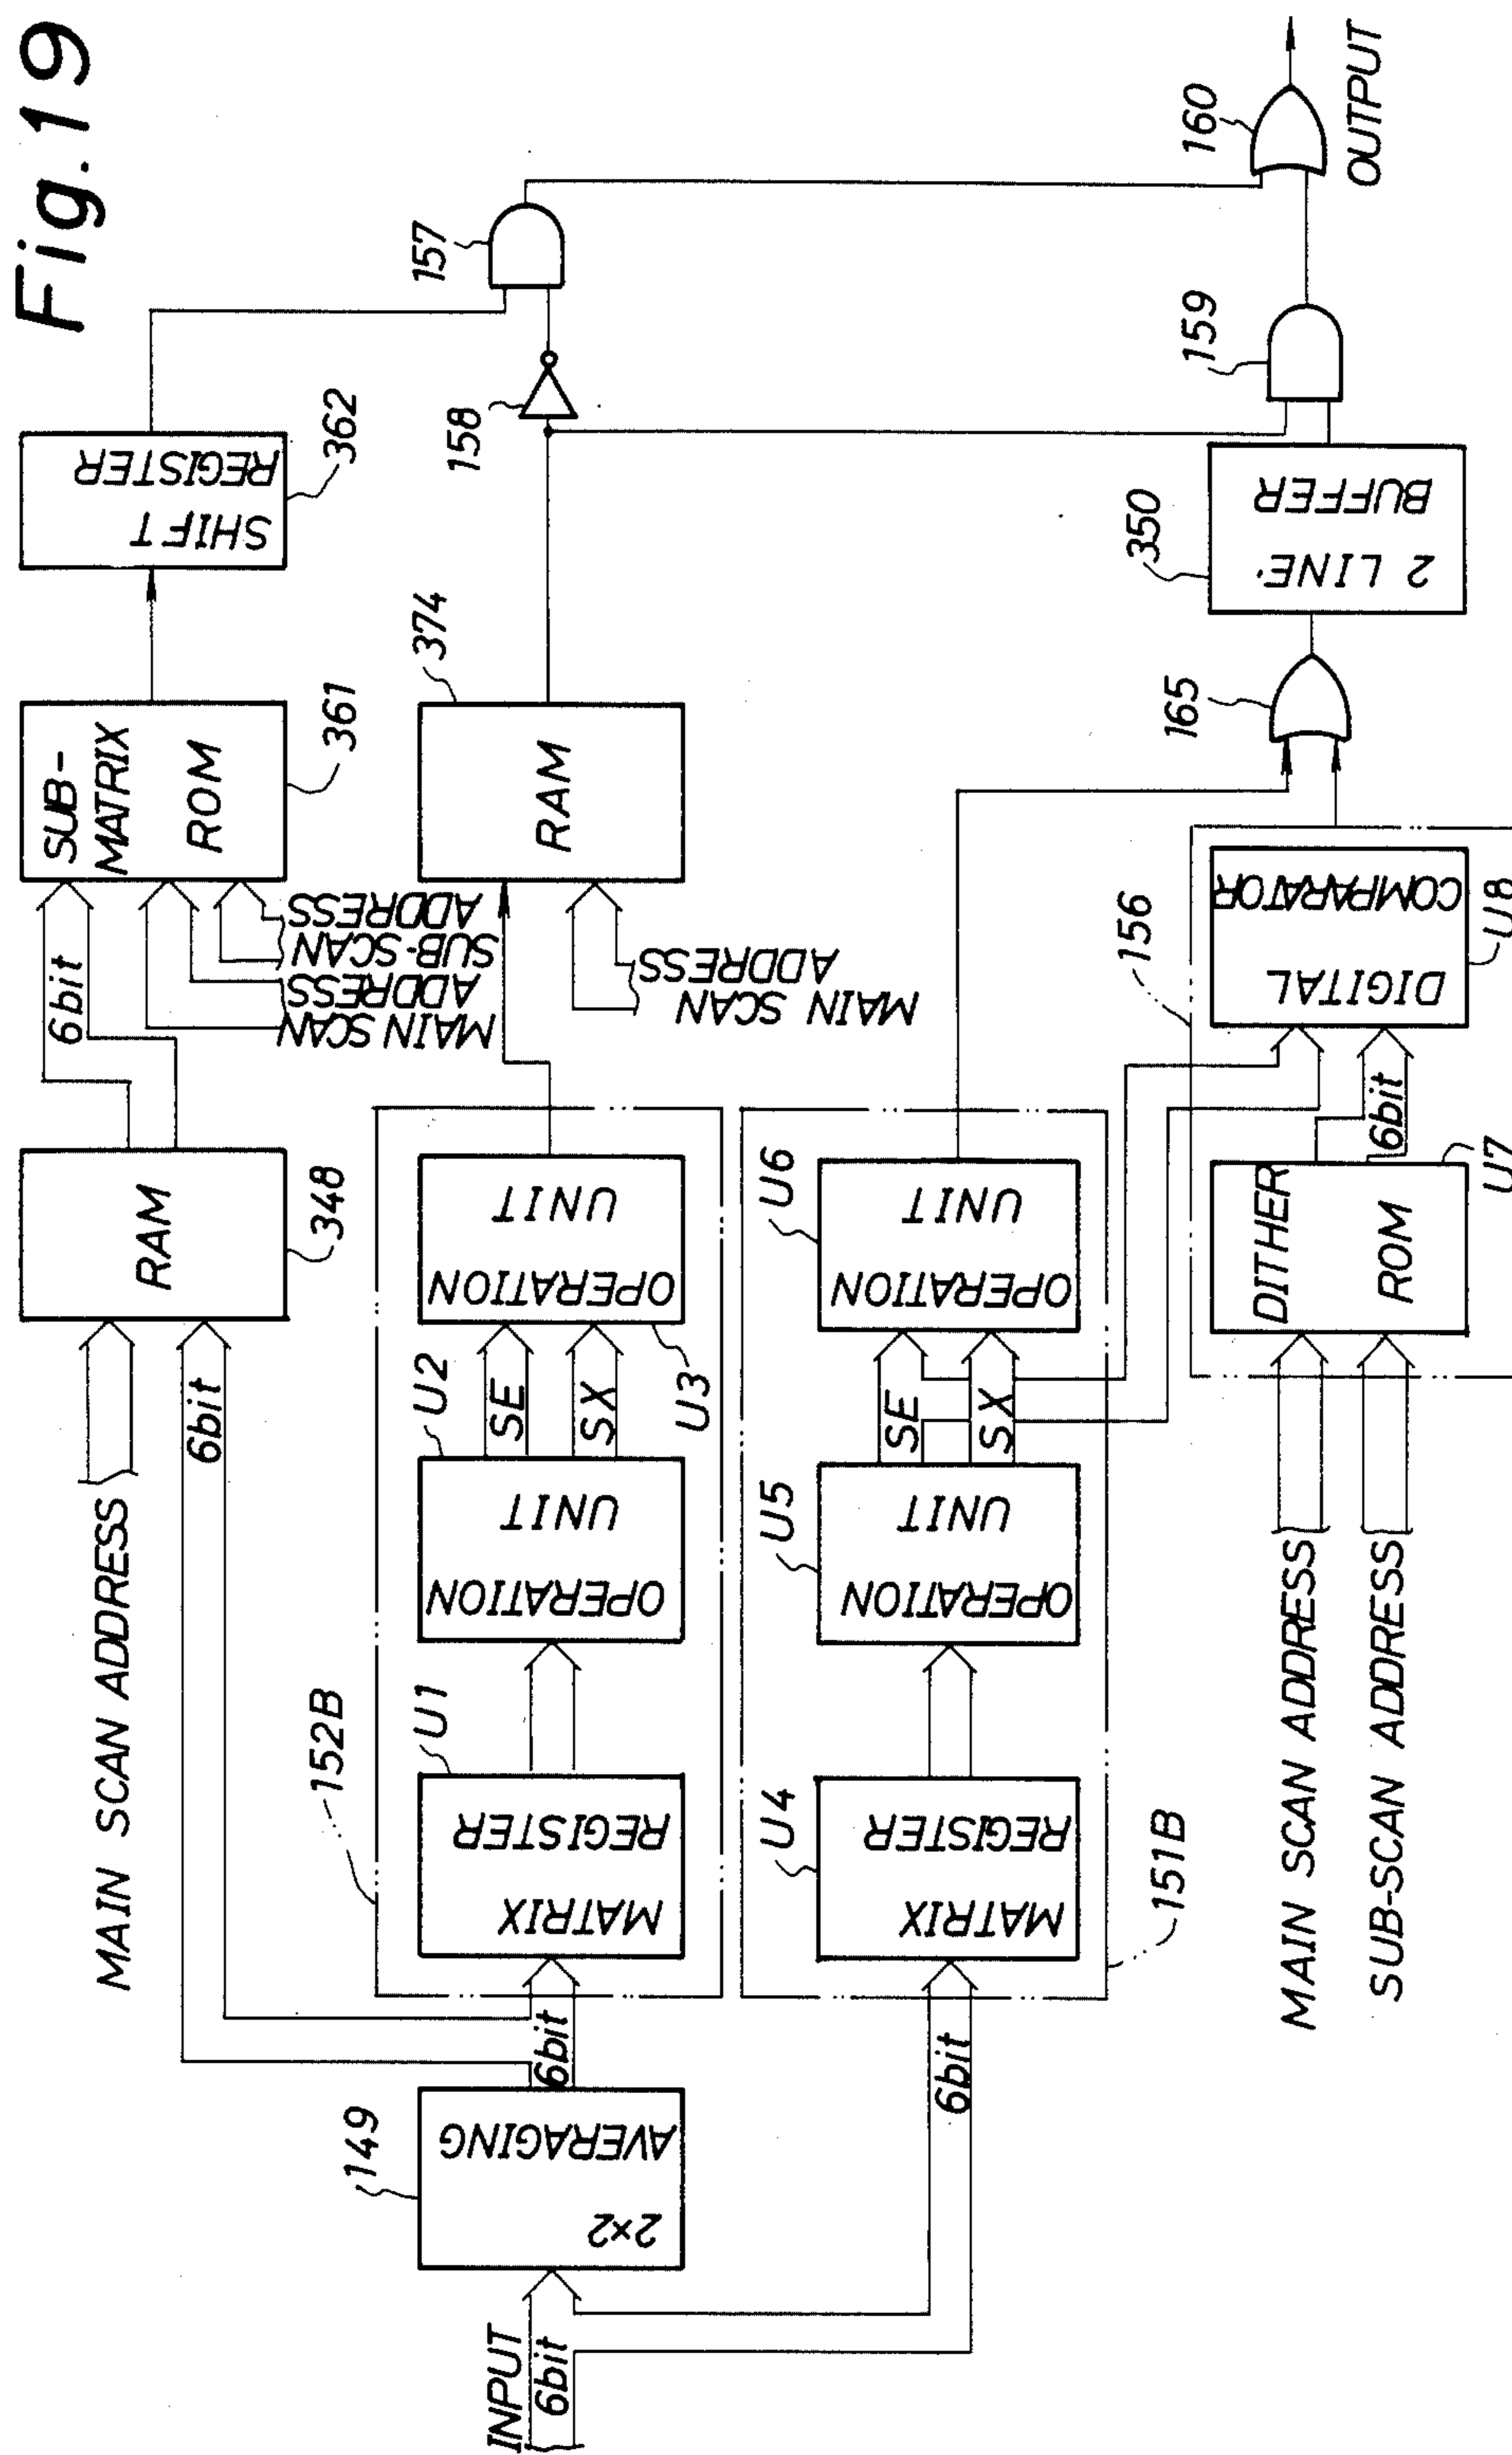 Fig.19
MAIN SCAN ADDRESS
RAM
348
6bit
6bit
SUB-
MATRIX
ROM
361
MAIN SCAN
ADDRESS
SUB-SCAN
ADDRESS
SHIFT
REGISTER
362
INPUT
6bit
149
2×2
AVERAGING
6bit
152B
MATRIX
REGISTER
U1
OPERATION
UNIT
U2
SE
SX
OPERATION
UNIT
U3
MAIN SCAN
ADDRESS
RAM
374
158
157
6bit
151B
MATRIX
REGISTER
U4
OPERATION
UNIT
U5
SE
SX
OPERATION
UNIT
U6
MAIN SCAN ADDRESS
SUB-SCAN ADDRESS
DITHER
ROM
U7
6bit
156
DIGITAL
COMPARATOR
U8
165
2 LINE
BUFFER
350
159
160
OUTPUT